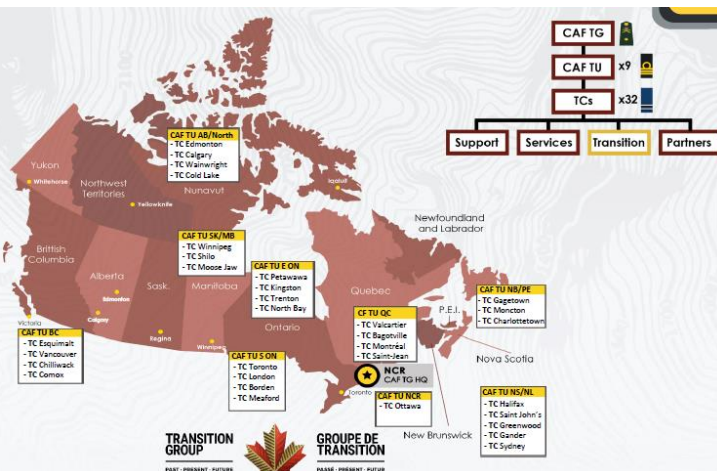 CAF TG
CAF TU x9
TCs x32
Support Services Transition Partners
CAF TU AB/North
- TC Edmonton
- TC Calgary
- TC Wainwright
- TC Cold Lake
Yukon
Whitehorse
Northwest
Territories
Yellowknife
Nunavut
Iqaluit
Newfoundland
and Labrador
Brittish
Columbia
Alberta
Edmonton
Calgary
Sask.
Regina
Manitoba
Winnipeg
Ontario
Toronto
Quebec
P.E.I.
Nova Scotia
New Brunswick
Victoria
CAF TU SK/MB
- TC Winnipeg
- TC Shilo
- TC Moose Jaw
CAF TU E ON
- TC Petawawa
- TC Kingston
- TC Trenton
- TC North Bay
CF TU QC
- TC Valcartier
- TC Bagotville
- TC Montréal
- TC Saint-Jean
CAF TU NB/PE
- TC Gagetown
- TC Moncton
- TC Charlottetown
CAF TU BC
- TC Esquimalt
- TC Vancouver
- TC Chilliwack
- TC Comox
CAF TU S ON
- TC Toronto
- TC London
- TC Borden
- TC Meaford
NCR
CAF TG HQ
CAF TU NCR
- TC Ottawa
CAF TU NS/NL
- TC Halifax
- TC Saint John's
- TC Greenwood
- TC Gander
- TC Sydney
TRANSITION
GROUP
PAST · PRESENT · FUTURE
GROUPE DE
TRANSITION
PASSÉ · PRÉSENT · FUTUR